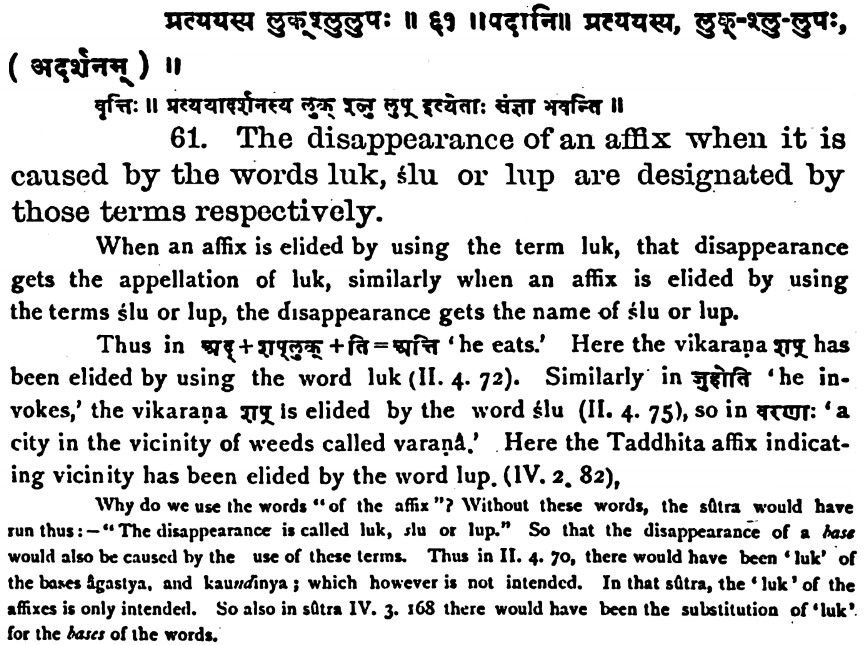 प्रत्ययस्य लुक्श्लुलुपः ॥ ६१ ॥पदानि॥ प्रत्ययस्य, लुक्-श्लु-लुपः,
( अदर्शनम् ) ॥
वृत्तिः ॥ प्रत्ययादर्शनस्य लुक् श्लु लुप् इत्येताः संज्ञा भवन्ति ॥
61. The disappearance of an affix when it is
caused by the words luk, ślu or lup are designated by
those terms respectively.
When an affix is elided by using the term luk, that disappearance
gets the appellation of luk, similarly when an affix is elided by using
the terms ślu or lup, the disappearance gets the name of ślu or lup.
Thus in अद्+शप्लुक्+ति=अत्ति 'he eats.' Here the vikaraṇa शप् has
been elided by using the word luk (II. 4. 72). Similarly in जुहोति 'he in-
vokes,' the vikaraṇa शप् is elided by the word ślu (II. 4. 75), so in वरणाः 'a
city in the vicinity of weeds called varaṇâ.' Here the Taddhita affix indicat-
ing vicinity has been elided by the word lup. (IV. 2. 82),
Why do we use the words "of the affix"? Without these words, the sûtra would have
run thus:—"The disappearance is called luk, slu or lup." So that the disappearance of a base
would also be caused by the use of these terms. Thus in II. 4. 70, there would have been 'luk' of
the bases âgastya, and kaundinya; which however is not intended. In that sûtra, the 'luk' of the
affixes is only intended. So also in sûtra IV. 3. 168 there would have been the substitution of 'luk'
for the bases of the words.